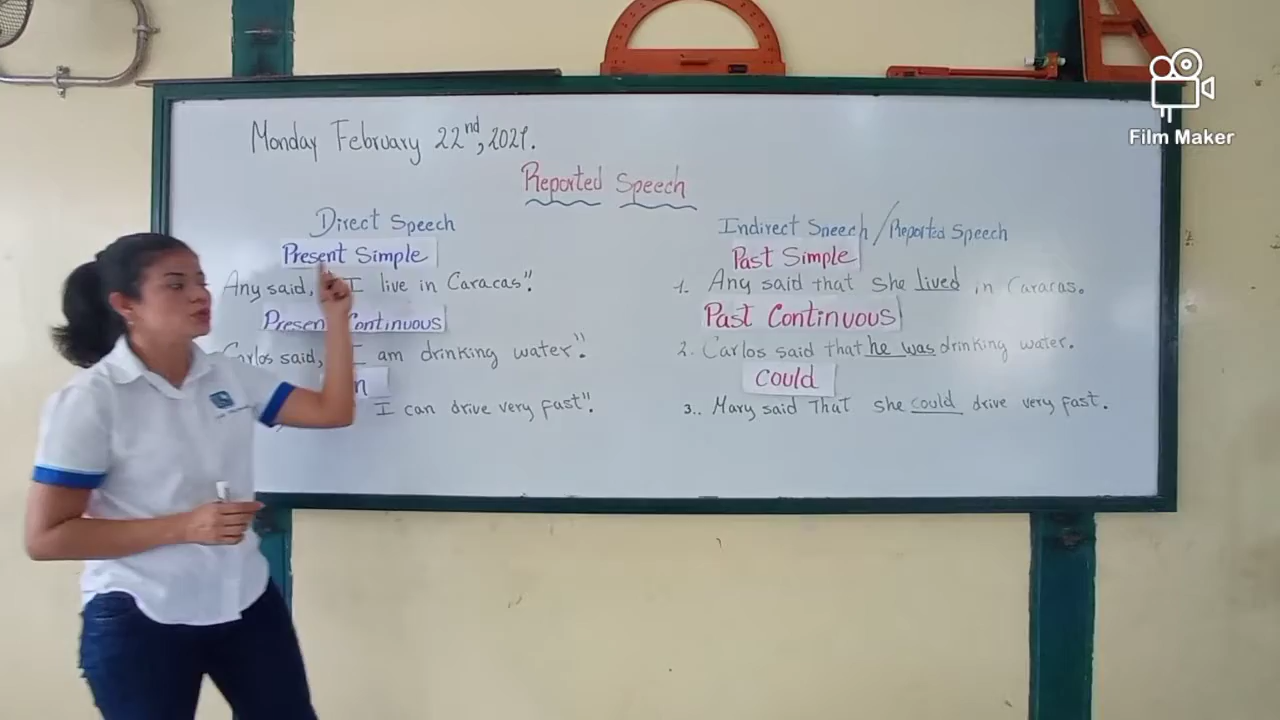 Monday February 22nd, 2021.
Reported Speech
Direct Speech
Present Simple
Any said, I live in Caracas".
Present Continuous
Carlos said, I am drinking water".
I can drive very fast".
Indirect Speech / Reported Speech
Past Simple
1. Any said that she lived in Caracas.
Past Continuous
2. Carlos said that he was drinking water.
Could
3.. Mary said that she could drive very fast.
Film Maker